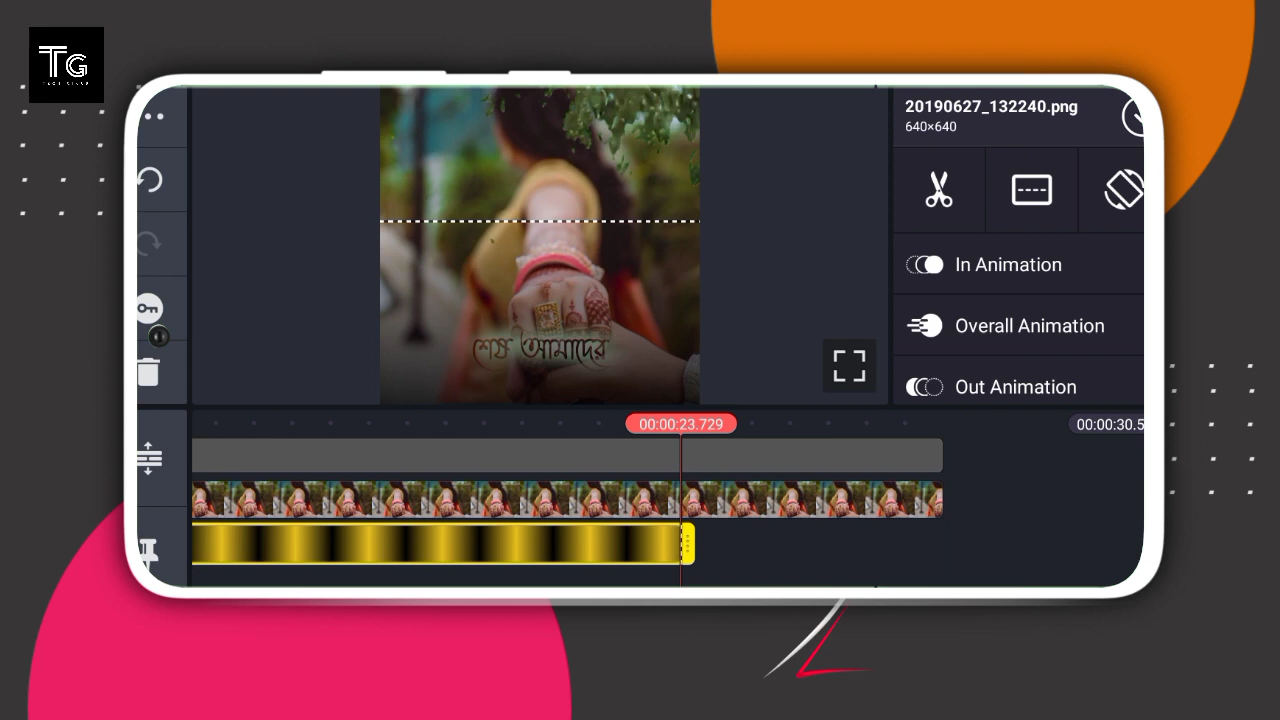 TG
20190627_132240.png
640×640
In Animation
Overall Animation
Out Animation
শেষ আমাদের
00:00:23.729
00:00:30.5